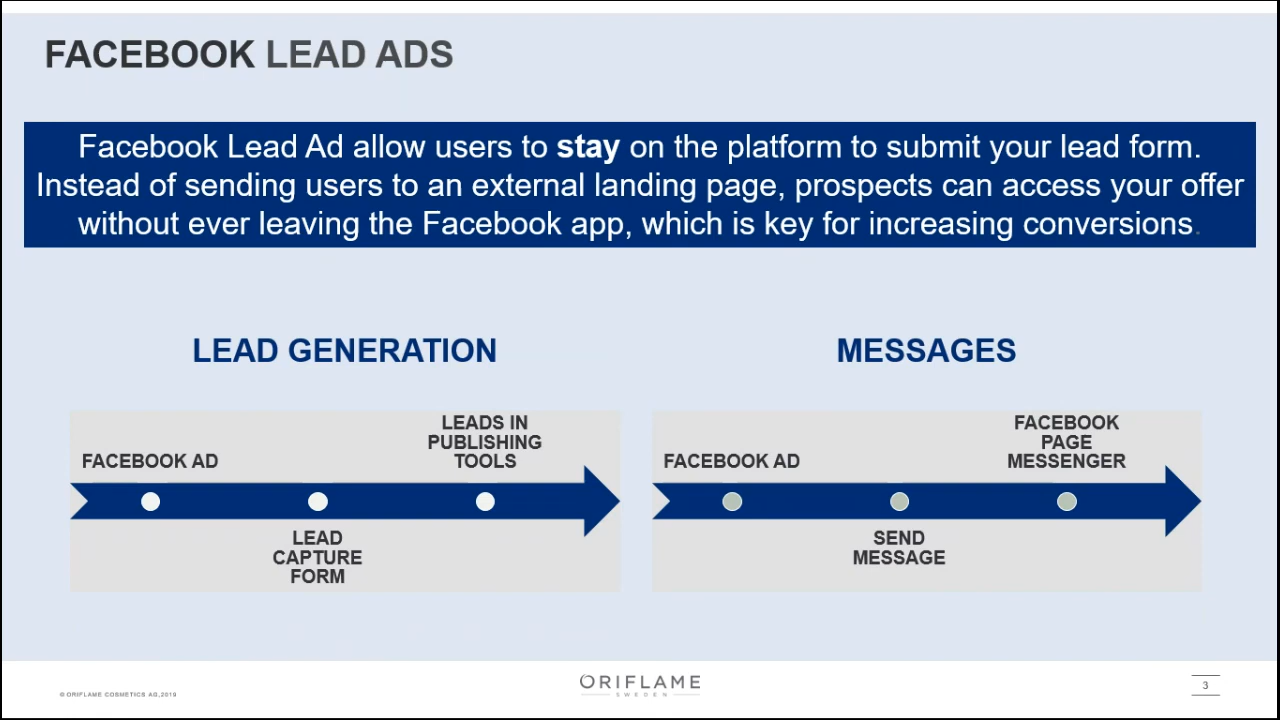 FACEBOOK LEAD ADS
Facebook Lead Ad allow users to stay on the platform to submit your lead form.
Instead of sending users to an external landing page, prospects can access your offer
without ever leaving the Facebook app, which is key for increasing conversions.
LEAD GENERATION
FACEBOOK AD
LEAD
CAPTURE
FORM
LEADS IN
PUBLISHING
TOOLS
MESSAGES
FACEBOOK AD
SEND
MESSAGE
FACEBOOK
PAGE
MESSENGER
© ORIFLAME COSMETICS AG,2019
ORIFLAME
SWEDEN
3